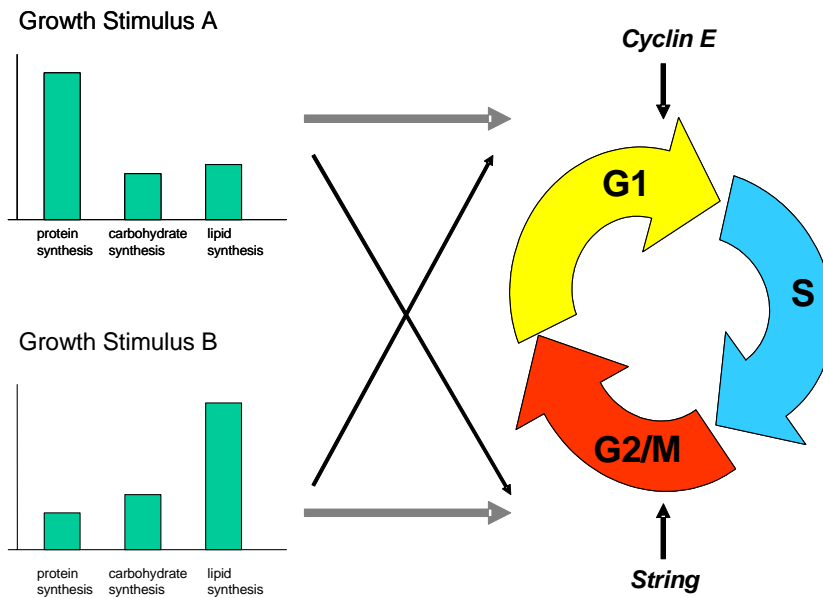 Growth Stimulus A
protein
synthesis
carbohydrate
synthesis
lipid
synthesis
Growth Stimulus B
protein
synthesis
carbohydrate
synthesis
lipid
synthesis
Cyclin E
G1
S
G2/M
String